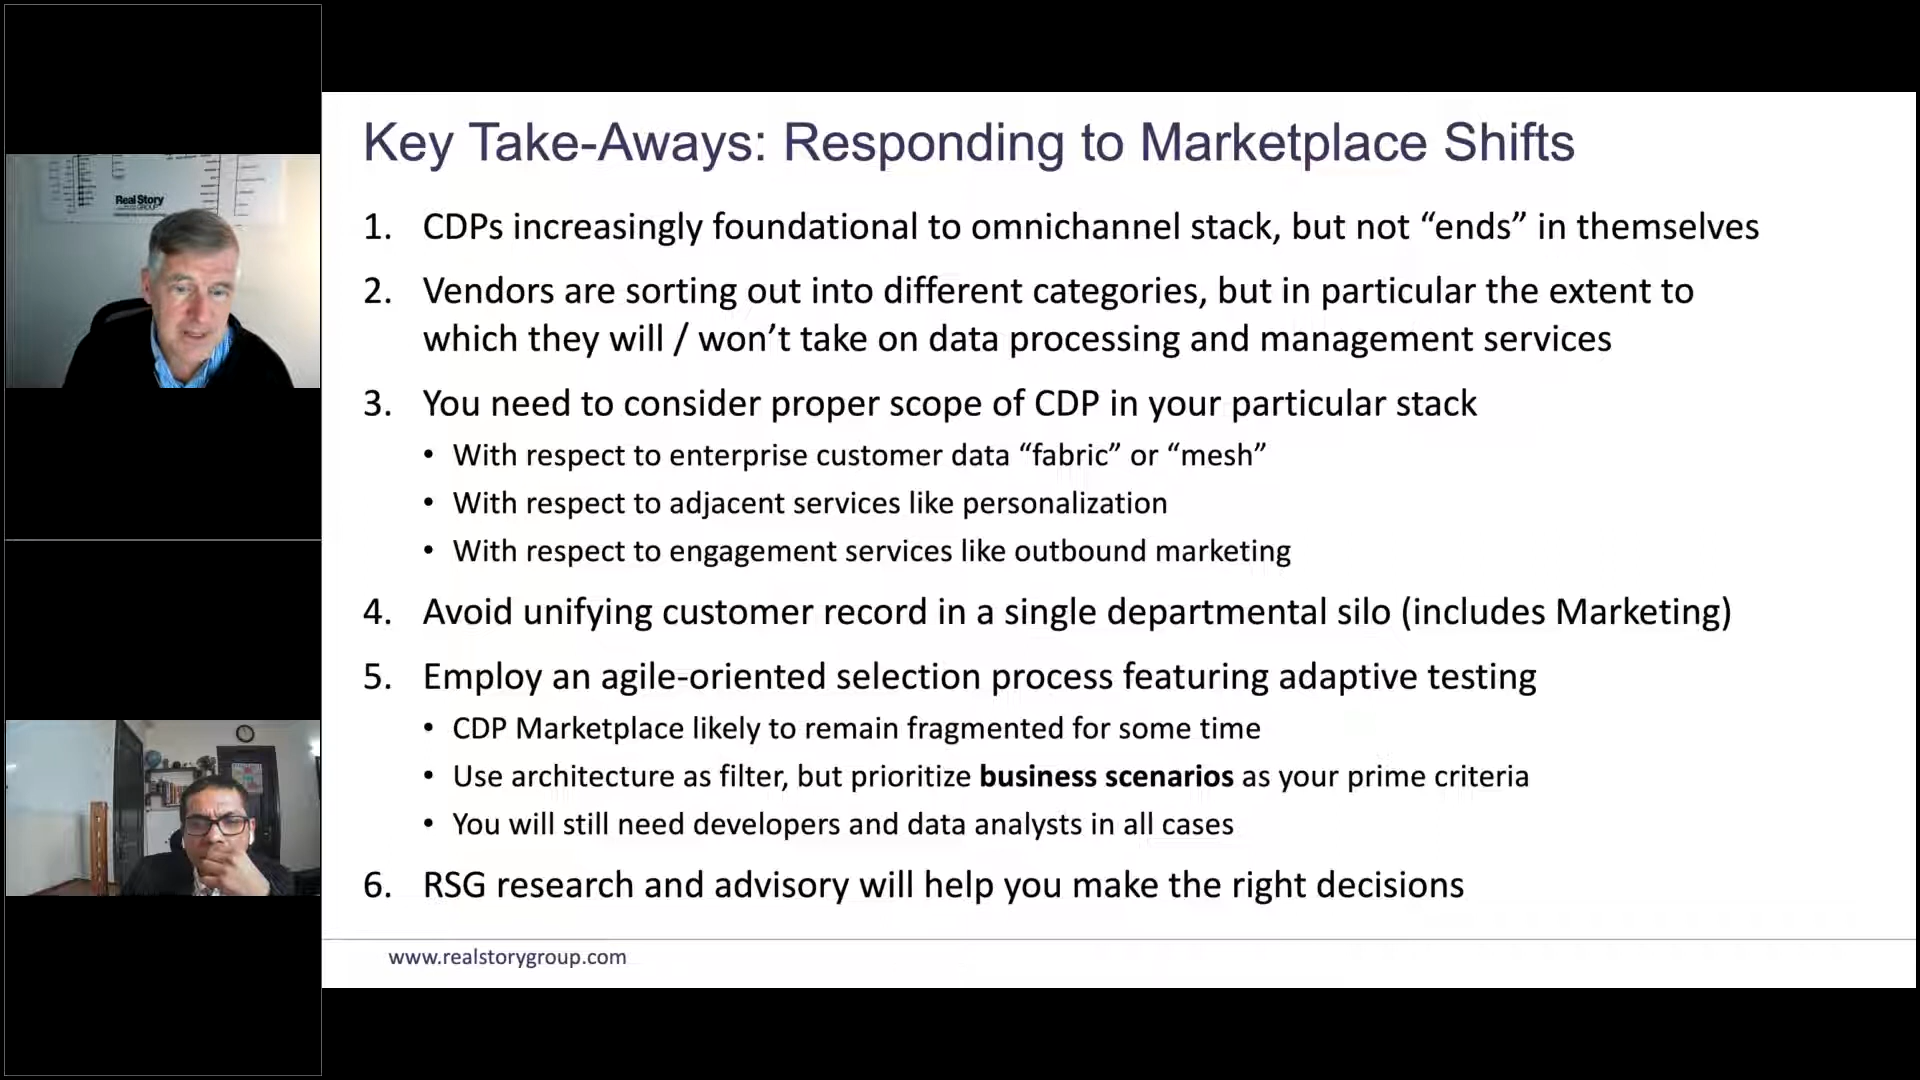 Real Story
GROUP
Key Take-Aways: Responding to Marketplace Shifts
1. CDPs increasingly foundational to omnichannel stack, but not “ends” in themselves
2. Vendors are sorting out into different categories, but in particular the extent to
which they will / won’t take on data processing and management services
3. You need to consider proper scope of CDP in your particular stack
• With respect to enterprise customer data “fabric” or “mesh”
• With respect to adjacent services like personalization
• With respect to engagement services like outbound marketing
4. Avoid unifying customer record in a single departmental silo (includes Marketing)
5. Employ an agile-oriented selection process featuring adaptive testing
• CDP Marketplace likely to remain fragmented for some time
• Use architecture as filter, but prioritize business scenarios as your prime criteria
• You will still need developers and data analysts in all cases
6. RSG research and advisory will help you make the right decisions
www.realstorygroup.com